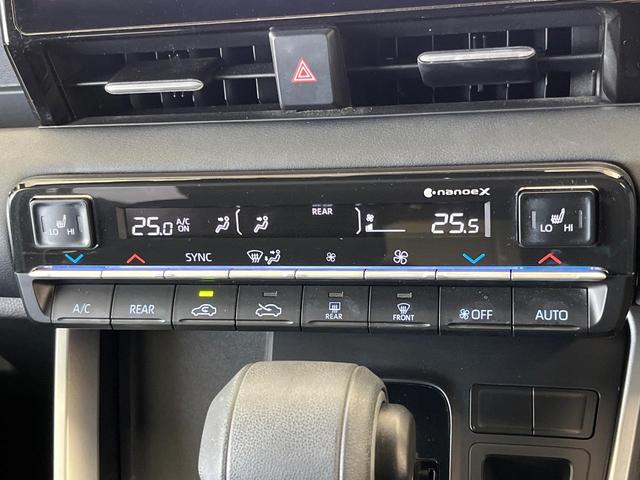 nanoeX
25.0 A/C ON REAR 25.5
LO HI LO HI
SYNC
A/C REAR REAR FRONT OFF AUTO